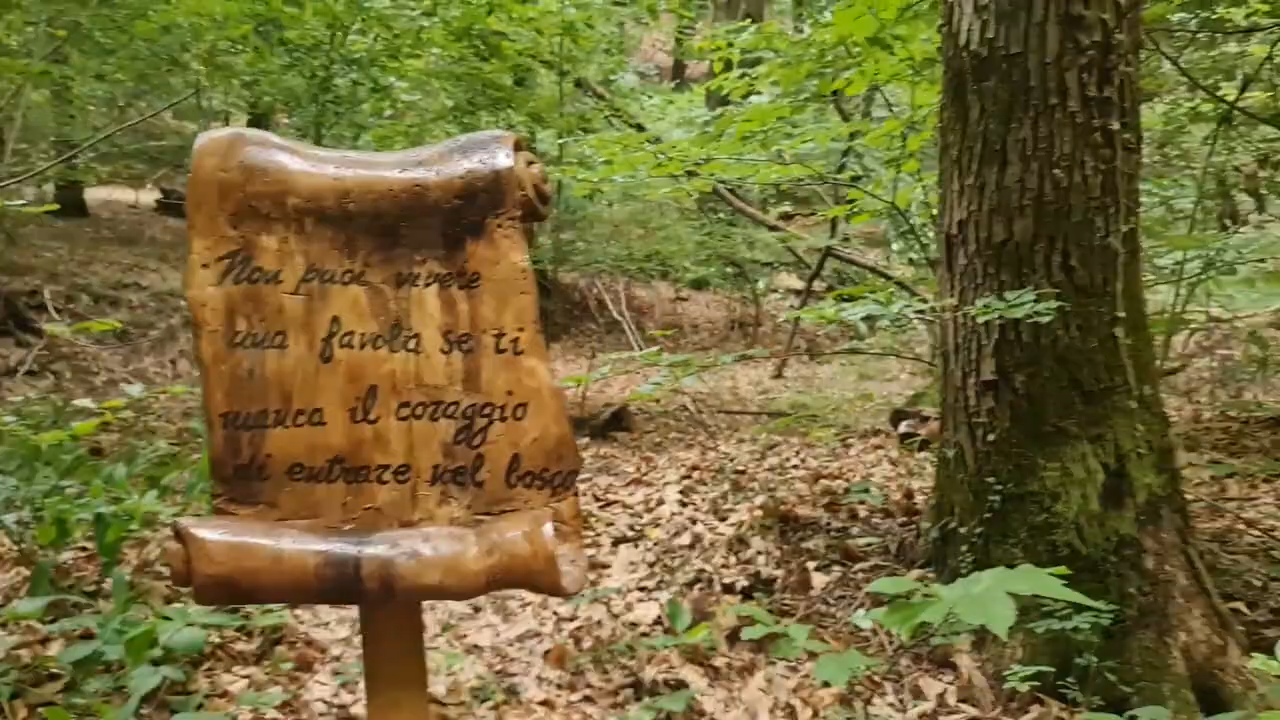 Non puoi vivere
una favola se ti
manca il coraggio
di entrare nel bosco